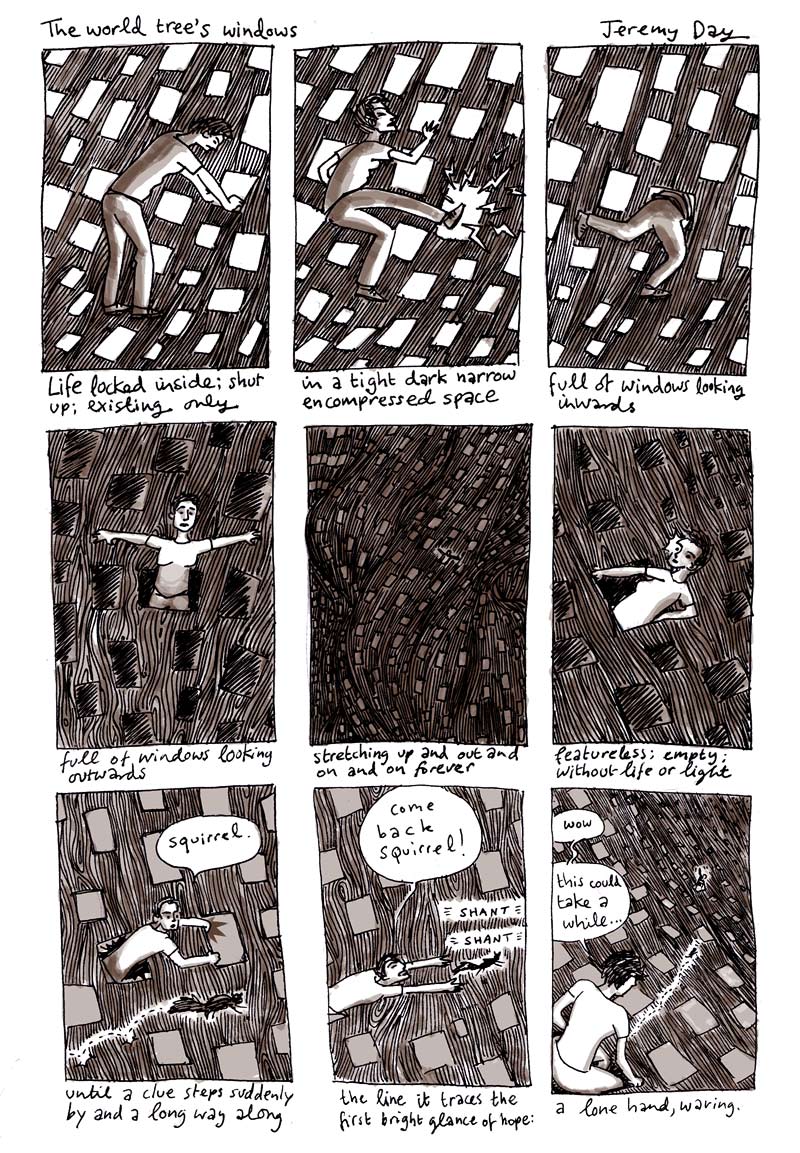 The world tree's windows
Jeremy Day
Life locked inside; shut
up; existing only
in a tight dark narrow
encompressed space
full of windows looking
inwards
full of windows looking
outwards
stretching up and out and
on and on forever
featureless; empty;
without life or light
squirrel.
until a clue steps suddenly
by and a long way along
come
back
squirrel!
SHANT
SHANT
the line it traces the
first bright glance of hope:
wow
this could
take a
while...
a lone hand, waving.